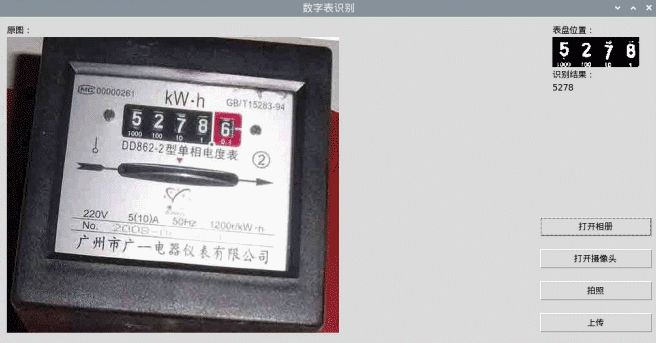 数字表识别
原图：
MC 00000261
kW·h
GB/T15283-94
5 2 7 8 6
1000 100 10 1 0.1
DD862-2型单相电度表
②
220V 5(10)A 50Hz 1200r/kW·h
No. 2008
广州市广一电器仪表有限公司
表盘位置：
5 2 7 8
1000 100 10 1
识别结果：
5278
打开相册
打开摄像头
拍照
上传